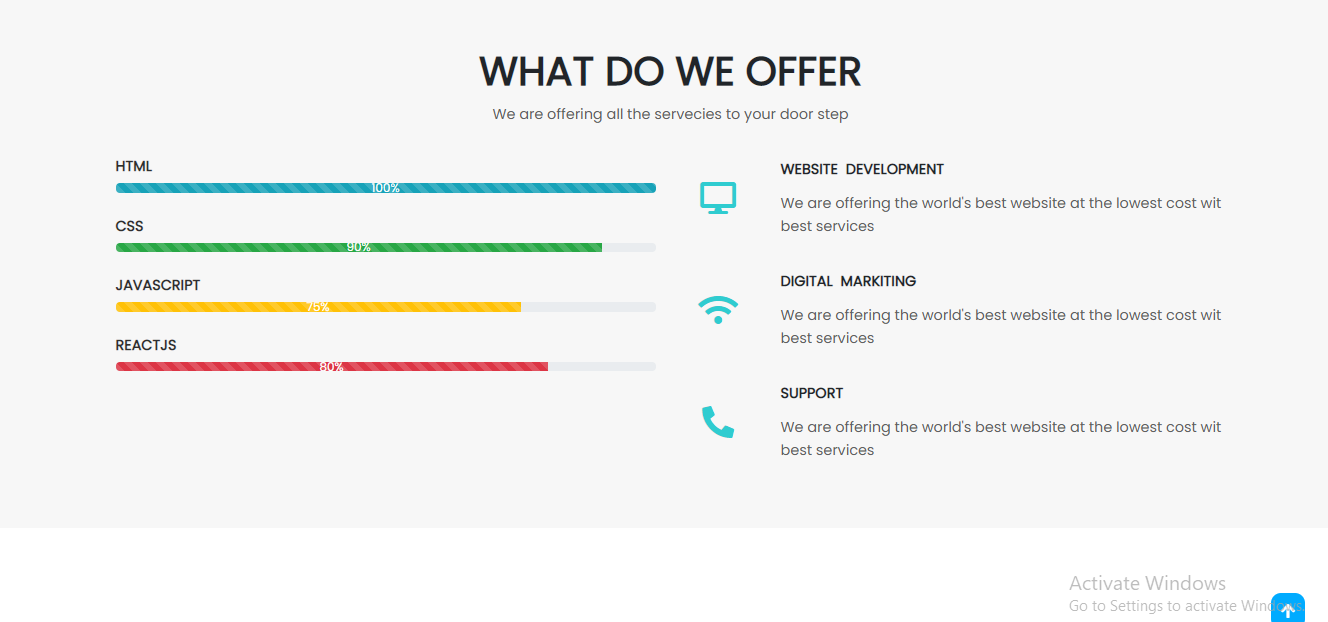 WHAT DO WE OFFER
We are offering all the servecies to your door step
HTML
100%
CSS
90%
JAVASCRIPT
75%
REACTJS
80%
WEBSITE DEVELOPMENT
We are offering the world's best website at the lowest cost wit
best services
DIGITAL MARKITING
We are offering the world's best website at the lowest cost wit
best services
SUPPORT
We are offering the world's best website at the lowest cost wit
best services
Activate Windows
Go to Settings to activate Windows.